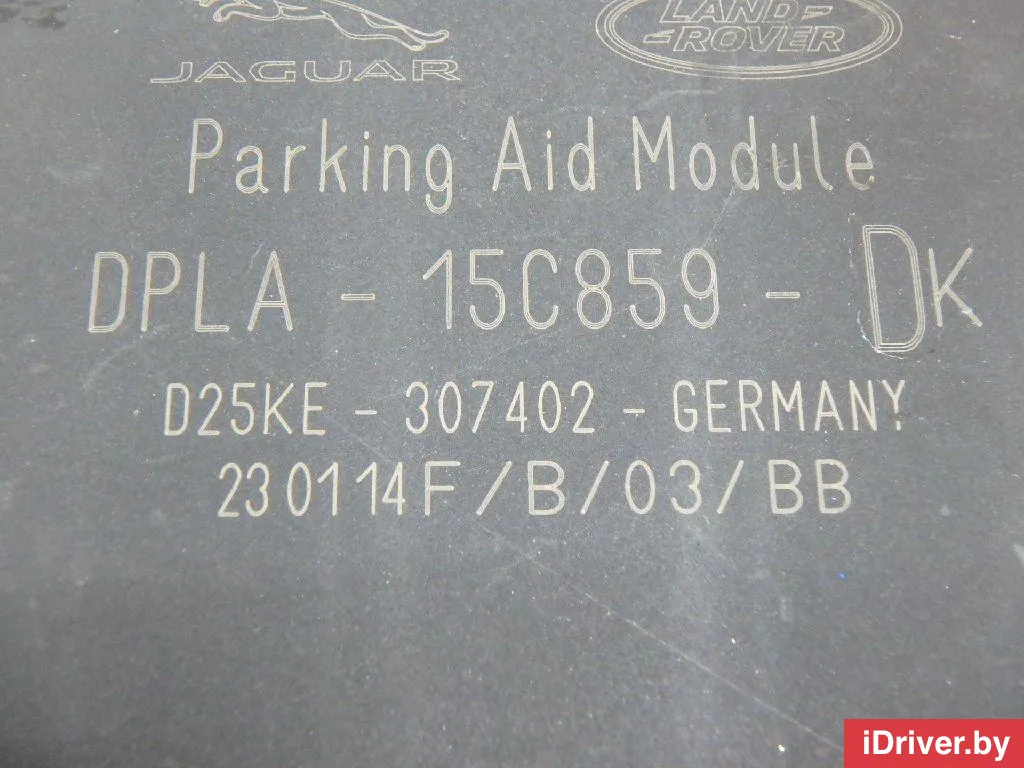 JAGUAR
LAND-
-ROVER
Parking Aid Module
DPLA - 15C859 - DK
D25KE - 307402 - GERMANY
230114F/B/03/BB
iDriver.by